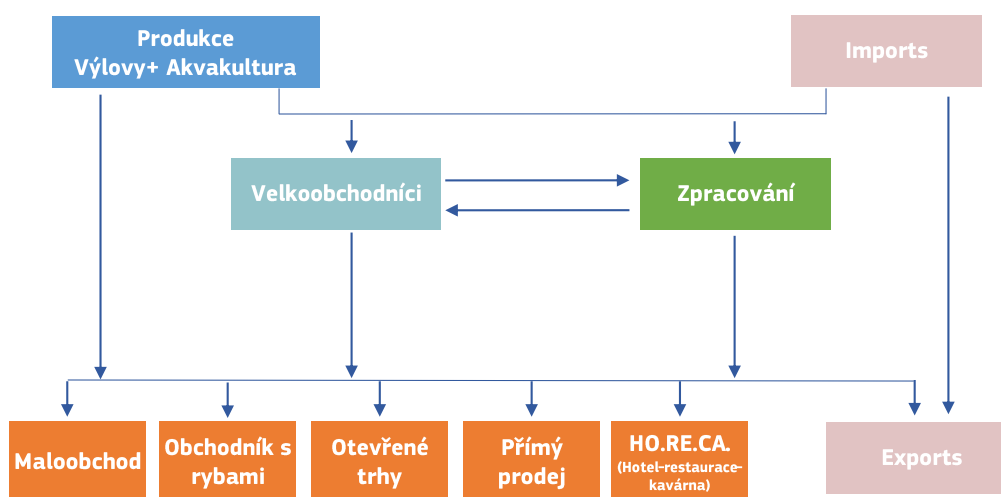 Produkce
Výlovy+ Akvakultura
Imports
Velkoobchodníci
Zpracování
Maloobchod
Obchodník s
rybami
Otevřené
trhy
Přímý
prodej
HO.RE.CA.
(Hotel-restaurace-
kavárna)
Exports